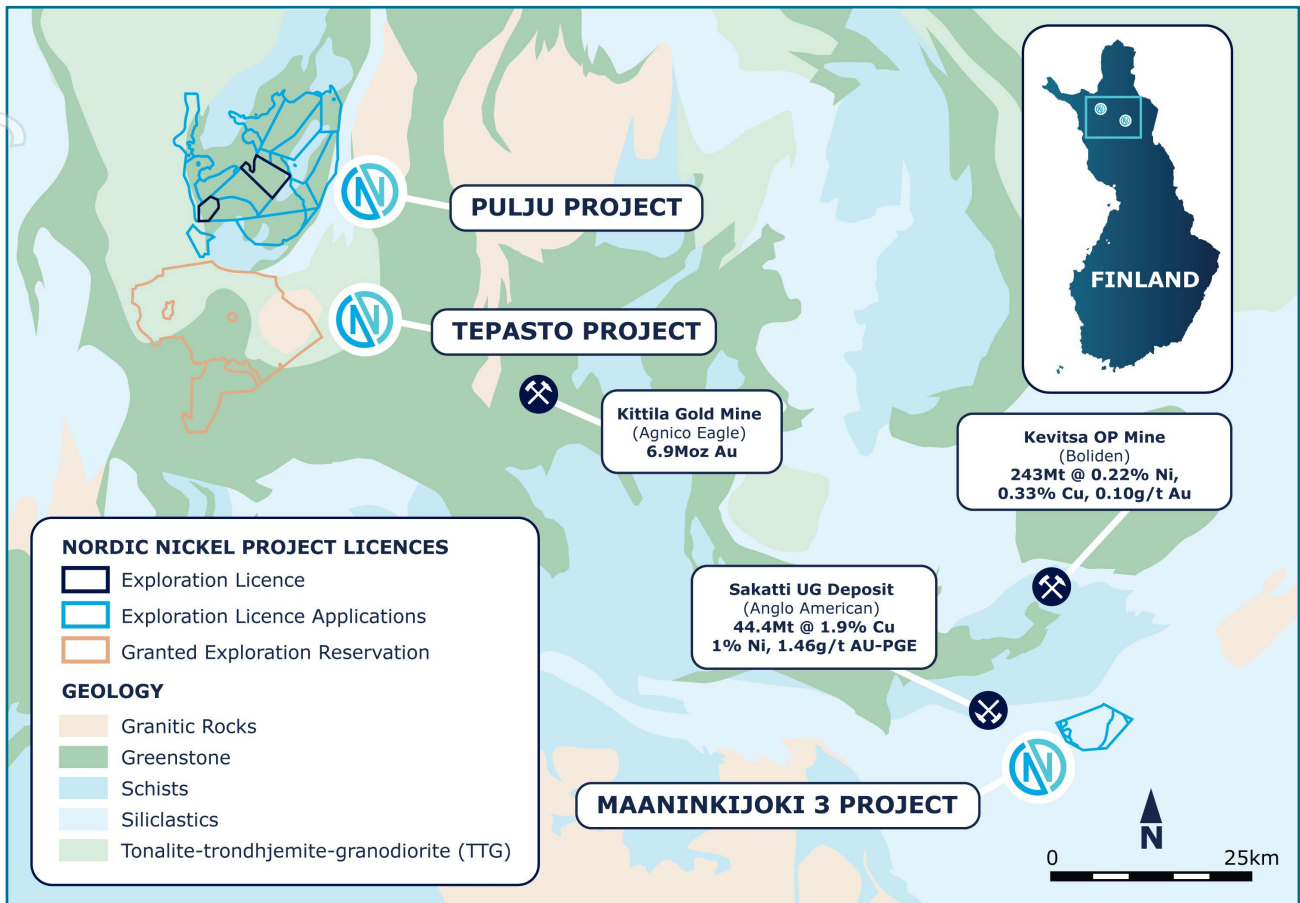 PULJU PROJECT
TEPASTO PROJECT
FINLAND
Kittila Gold Mine
(Agnico Eagle)
6.9Moz Au
Kevitsa OP Mine
(Boliden)
243Mt @ 0.22% Ni,
0.33% Cu, 0.10g/t Au
Sakatti UG Deposit
(Anglo American)
44.4Mt @ 1.9% Cu
1% Ni, 1.46g/t AU-PGE
MAANINKIJOKI 3 PROJECT
NORDIC NICKEL PROJECT LICENCES
Exploration Licence
Exploration Licence Applications
Granted Exploration Reservation
GEOLOGY
Granitic Rocks
Greenstone
Schists
Siliclastics
Tonalite-trondhjemite-granodiorite (TTG)
N
0 25km